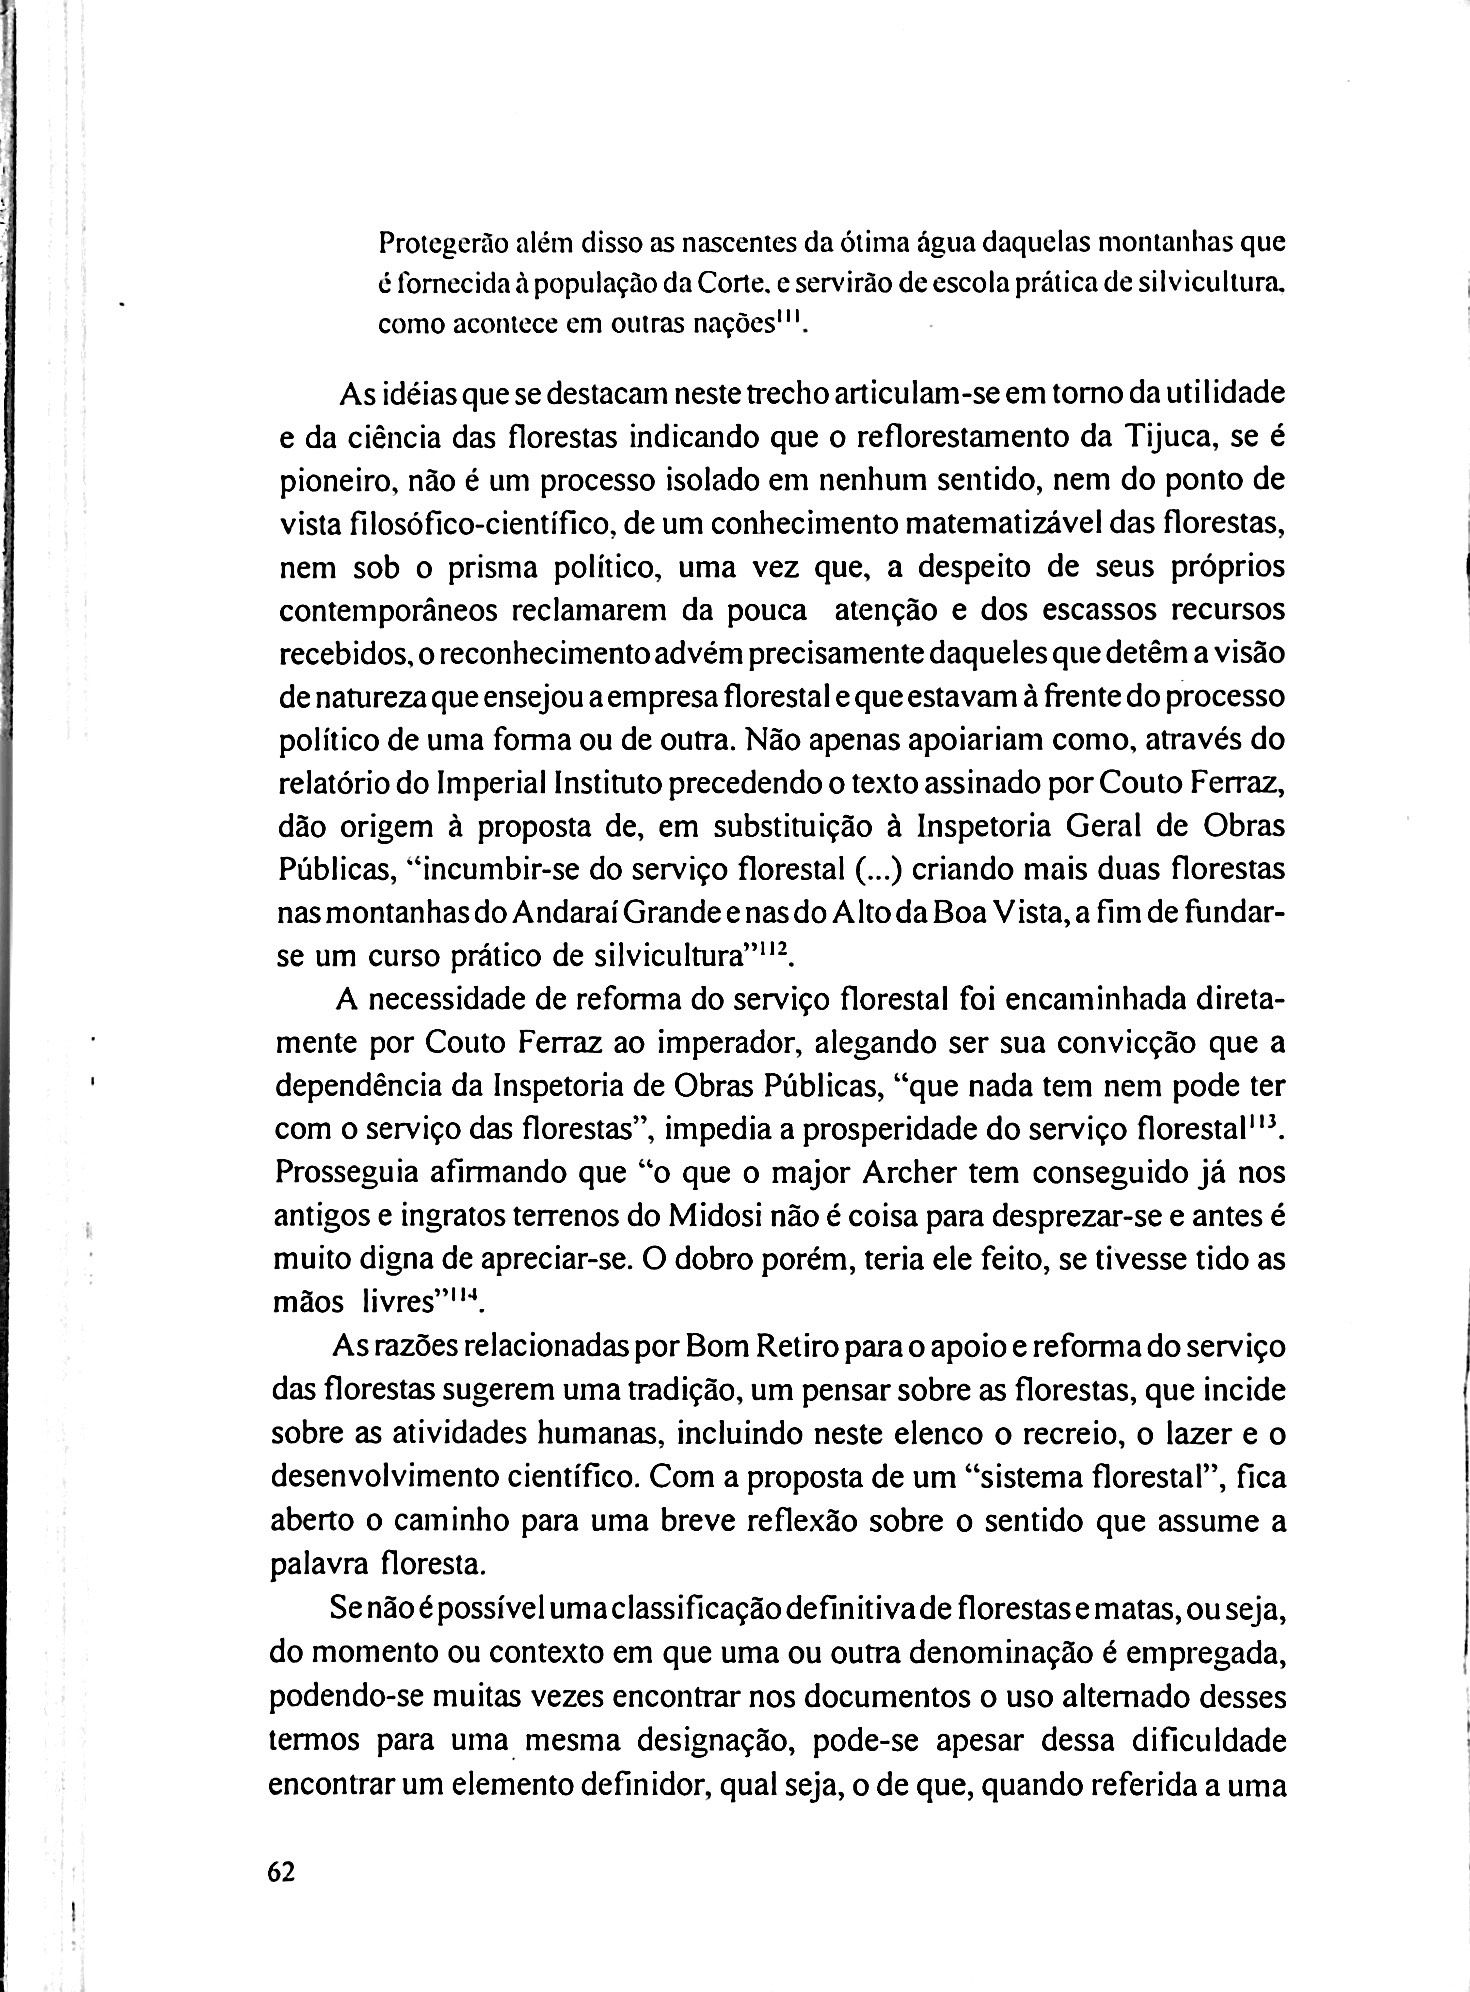 Protegerão além disso as nascentes da ótima água daquelas montanhas que
é fornecida à população da Corte. e servirão de escola prática de silvicultura.
como acontece em outras nações¹¹¹.
As idéias que se destacam neste trecho articulam-se em torno da utilidade
e da ciência das florestas indicando que o reflorestamento da Tijuca, se é
pioneiro, não é um processo isolado em nenhum sentido, nem do ponto de
vista filosófico-científico, de um conhecimento matematizável das florestas,
nem sob o prisma político, uma vez que, a despeito de seus próprios
contemporâneos reclamarem da pouca atenção e dos escassos recursos
recebidos, o reconhecimento advém precisamente daqueles que detêm a visão
de natureza que ensejou a empresa florestal e que estavam à frente do processo
político de uma forma ou de outra. Não apenas apoiariam como, através do
relatório do Imperial Instituto precedendo o texto assinado por Couto Ferraz,
dão origem à proposta de, em substituição à Inspetoria Geral de Obras
Públicas, “incumbir-se do serviço florestal (...) criando mais duas florestas
nas montanhas do Andaraí Grande e nas do Alto da Boa Vista, a fim de fundar-
se um curso prático de silvicultura”¹¹².
A necessidade de reforma do serviço florestal foi encaminhada direta-
mente por Couto Ferraz ao imperador, alegando ser sua convicção que a
dependência da Inspetoria de Obras Públicas, “que nada tem nem pode ter
com o serviço das florestas”, impedia a prosperidade do serviço florestal¹¹³.
Prosseguia afirmando que “o que o major Archer tem conseguido já nos
antigos e ingratos terrenos do Midosi não é coisa para desprezar-se e antes é
muito digna de apreciar-se. O dobro porém, teria ele feito, se tivesse tido as
mãos livres”¹¹⁴.
As razões relacionadas por Bom Retiro para o apoio e reforma do serviço
das florestas sugerem uma tradição, um pensar sobre as florestas, que incide
sobre as atividades humanas, incluindo neste elenco o recreio, o lazer e o
desenvolvimento científico. Com a proposta de um “sistema florestal”, fica
aberto o caminho para uma breve reflexão sobre o sentido que assume a
palavra floresta.
Se não é possível uma classificação definitiva de florestas e matas, ou seja,
do momento ou contexto em que uma ou outra denominação é empregada,
podendo-se muitas vezes encontrar nos documentos o uso alternado desses
termos para uma mesma designação, pode-se apesar dessa dificuldade
encontrar um elemento definidor, qual seja, o de que, quando referida a uma
62